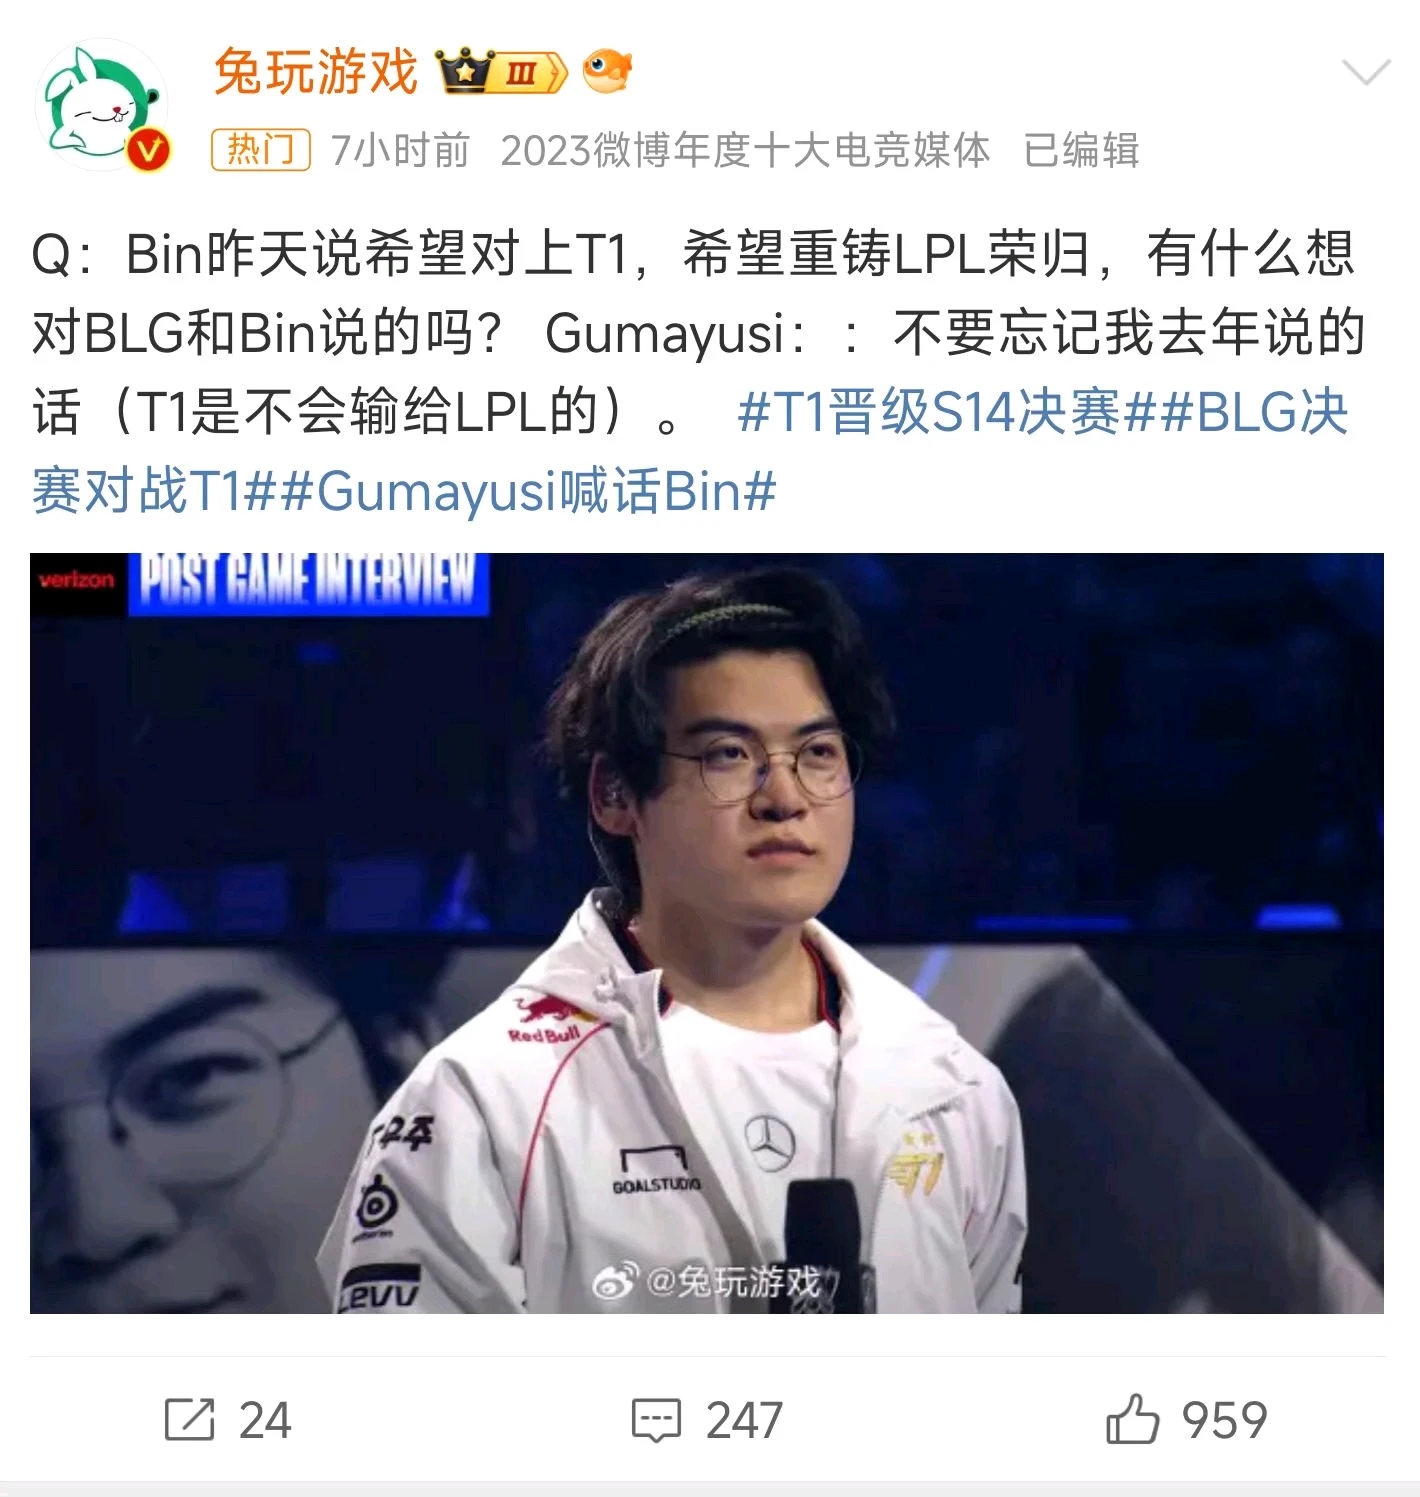 兔玩游戏 III
热门 7小时前 2023微博年度十大电竞媒体 已编辑
Q：Bin昨天说希望对上T1，希望重铸LPL荣归，有什么想
对BLG和Bin说的吗？ Gumayusi：：不要忘记我去年说的
话（T1是不会输给LPL的）。 #T1晋级S14决赛##BLG决
赛对战T1##Gumayusi喊话Bin#
verizon POST GAME INTERVIEW
Red Bull
우주
GOALSTUDIO
T1
steelseries
LEVV
@兔玩游戏
24 247 959